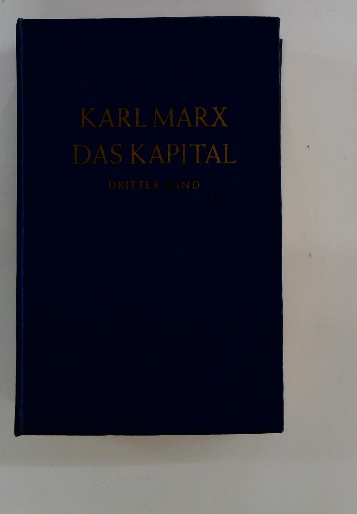 KARL MARX
DAS KAPITAL
DRITTER BAND